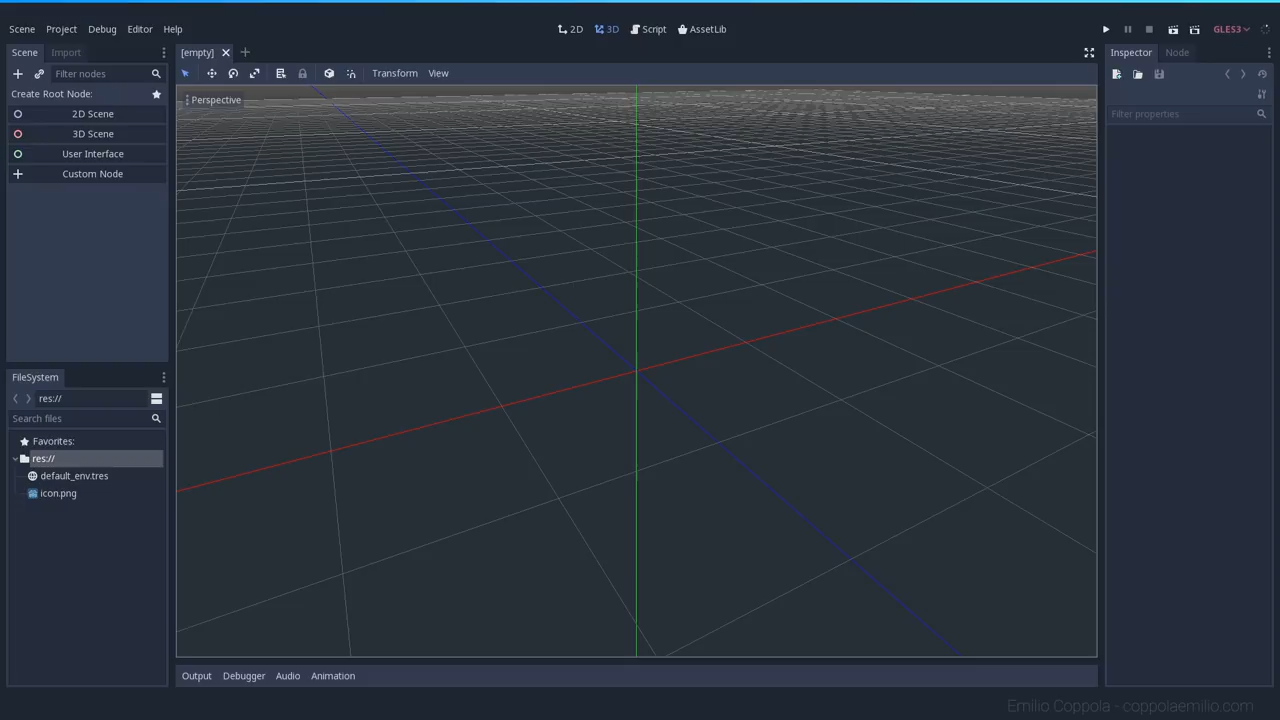 Scene Project Debug Editor Help
2D 3D Script AssetLib
GLES3
Scene Import
Filter nodes
Create Root Node:
2D Scene
3D Scene
User Interface
Custom Node
FileSystem
res://
Search files
Favorites:
res://
default_env.tres
icon.png
[empty]
Transform View
Perspective
Output Debugger Audio Animation
Inspector Node
Filter properties
Emilio Coppola - coppolaemilio.com